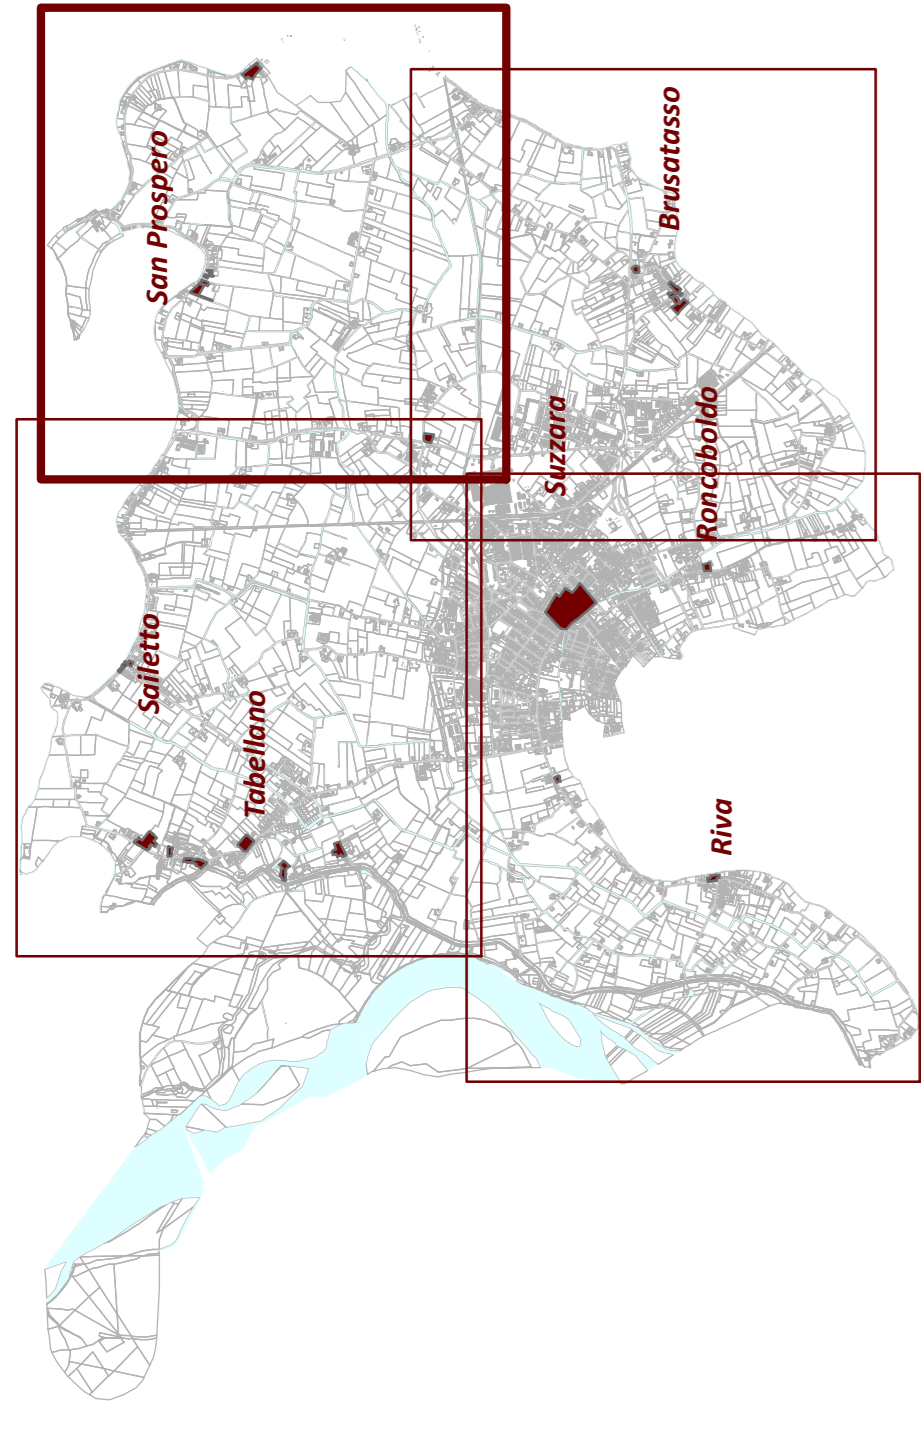 San Prospero
Brusatasso
Suzzara
Roncoboldo
Sailetto
Tabellano
Riva